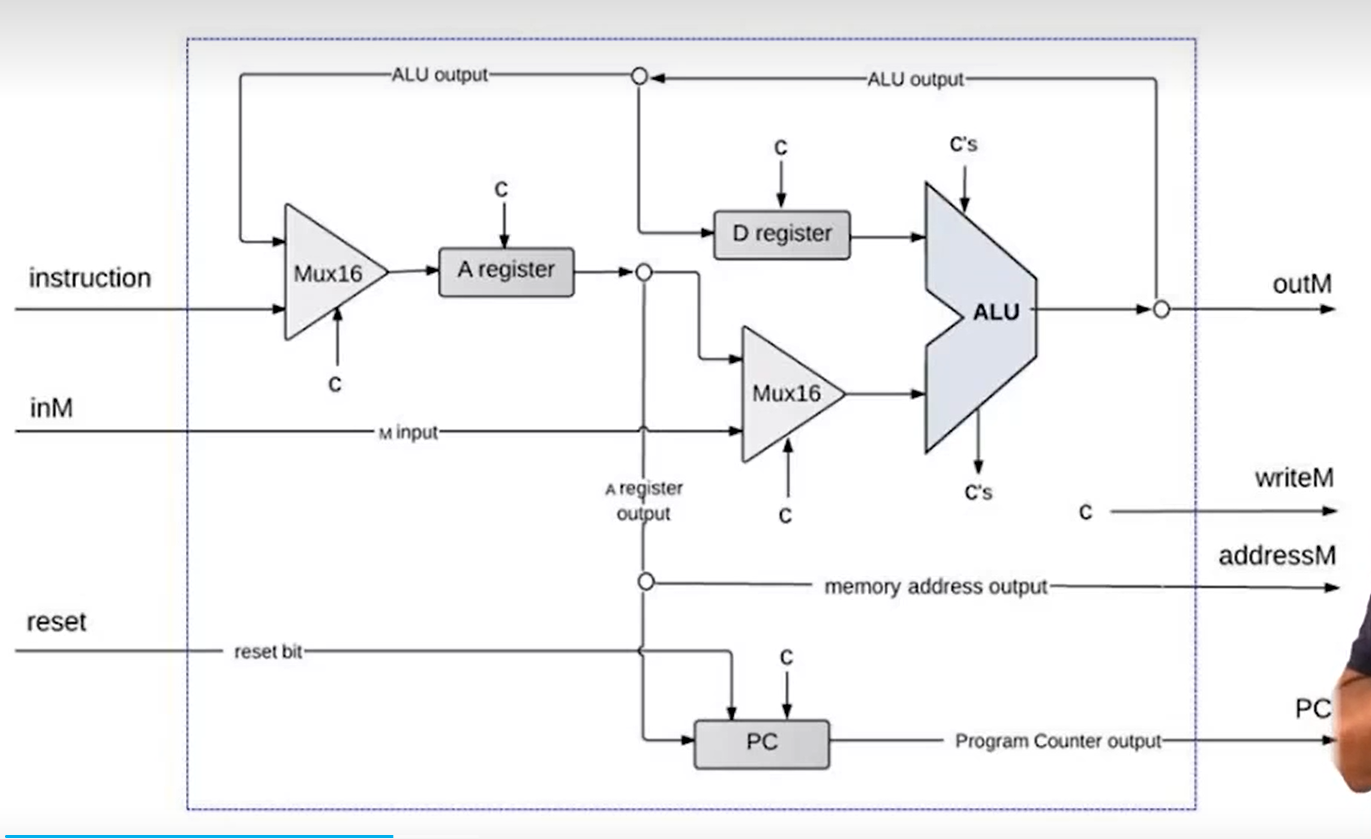 ALU output
ALU output
C
C's
C
instruction
Mux16
A register
D register
ALU
outM
C
inM
M input
Mux16
A register
output
C
C's
C
writeM
addressM
memory address output
reset
reset bit
C
PC
PC
Program Counter output